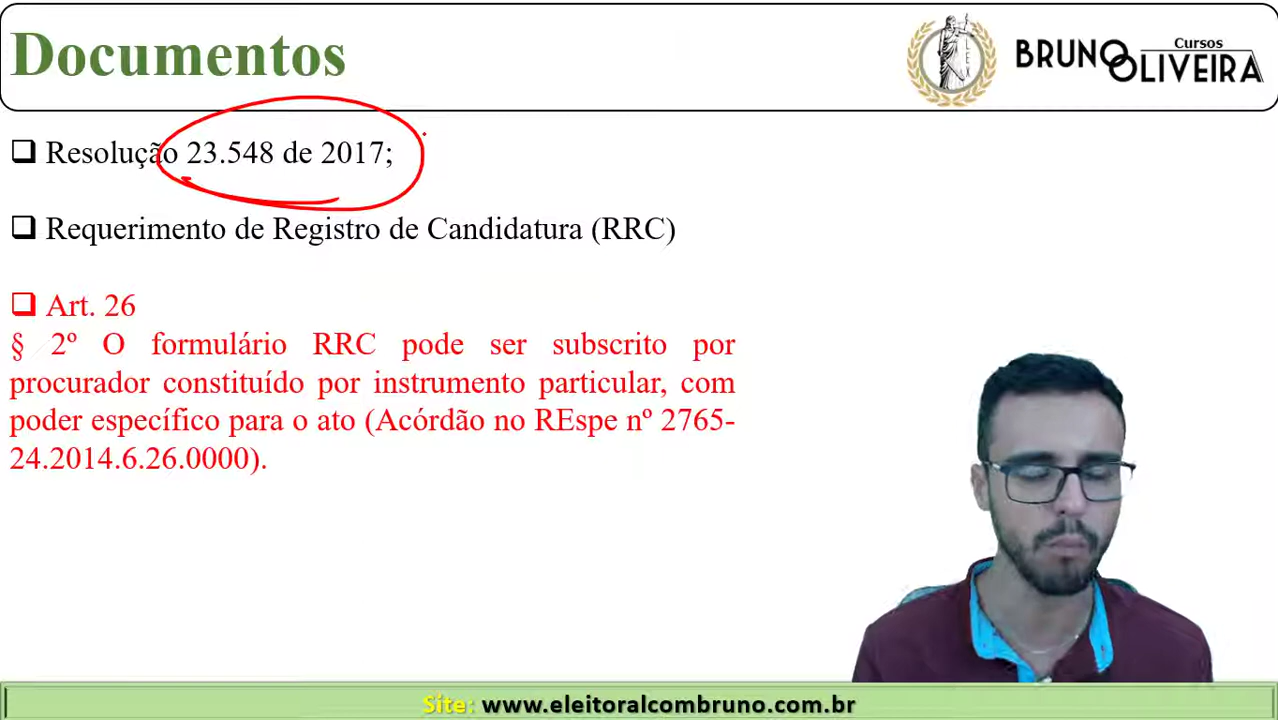 Documentos
Cursos
BRUNO
OLIVEIRA
LEX
Resolução 23.548 de 2017;
Requerimento de Registro de Candidatura (RRC)
Art. 26
§ 2º O formulário RRC pode ser subscrito por
procurador constituído por instrumento particular, com
poder específico para o ato (Acórdão no REspe nº 2765-
24.2014.6.26.0000).
Site: www.eleitoralcombruno.com.br